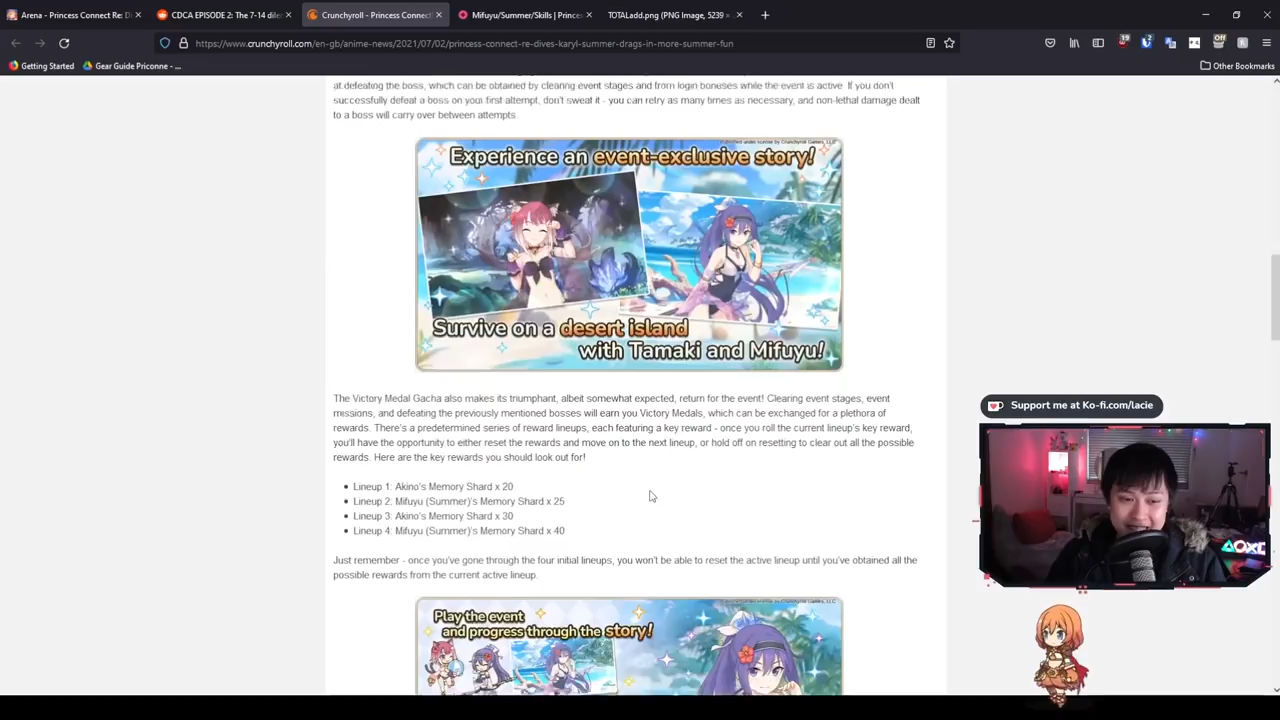 Arena - Princess Connect Re: Di
CDCA EPISODE 2: The 7-14 dile
Crunchyroll - Princess Connect!
Mifuyu/Summer/Skills | Princes
TOTALadd.png (PNG Image, 5239 ×
https://www.crunchyroll.com/en-gb/anime-news/2021/07/02/princess-connect-re-dives-karyl-summer-drags-in-more-summer-fun
19
2
Off
Getting Started
Gear Guide Priconne - ...
Other Bookmarks
at defeating the boss, which can be obtained by clearing event stages and from login bonuses while the event is active. If you don't
successfully defeat a boss on your first attempt, don't sweat it - you can retry as many times as necessary, and non-lethal damage dealt
to a boss will carry over between attempts.
Experience an event-exclusive story!
Survive on a desert island
with Tamaki and Mifuyu!
The Victory Medal Gacha also makes its triumphant, albeit somewhat expected, return for the event! Clearing event stages, event
missions, and defeating the previously mentioned bosses will earn you Victory Medals, which can be exchanged for a plethora of
rewards. There's a predetermined series of reward lineups, each featuring a key reward - once you roll the current lineup's key reward,
you'll have the opportunity to either reset the rewards and move on to the next lineup, or hold off on resetting to clear out all the possible
rewards. Here are the key rewards you should look out for!
Lineup 1: Akino's Memory Shard x 20
Lineup 2: Mifuyu (Summer)'s Memory Shard x 25
Lineup 3: Akino's Memory Shard x 30
Lineup 4: Mifuyu (Summer)'s Memory Shard x 40
Just remember - once you've gone through the four initial lineups, you won't be able to reset the active lineup until you've obtained all the
possible rewards from the current active lineup.
Play the event
and progress through the story!
Support me at Ko-fi.com/lacie